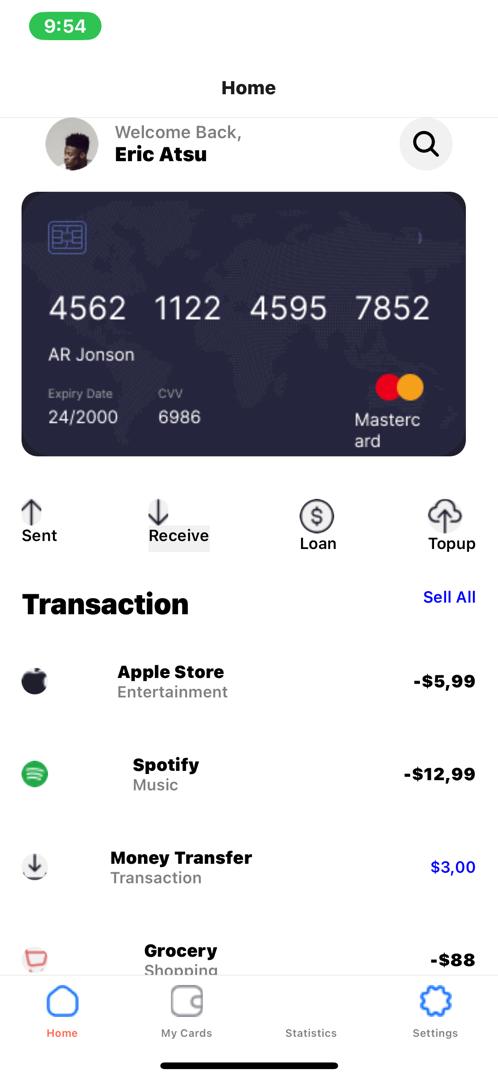 9:54
Home
Welcome Back,
Eric Atsu
4562 1122 4595 7852
AR Jonson
Expiry Date CVV
24/2000 6986
Masterc
ard
Sent Receive Loan Topup
Transaction Sell All
Apple Store
Entertainment
-$5,99
Spotify
Music
-$12,99
Money Transfer
Transaction
$3,00
Grocery
Shopping
-$88
Home My Cards Statistics Settings